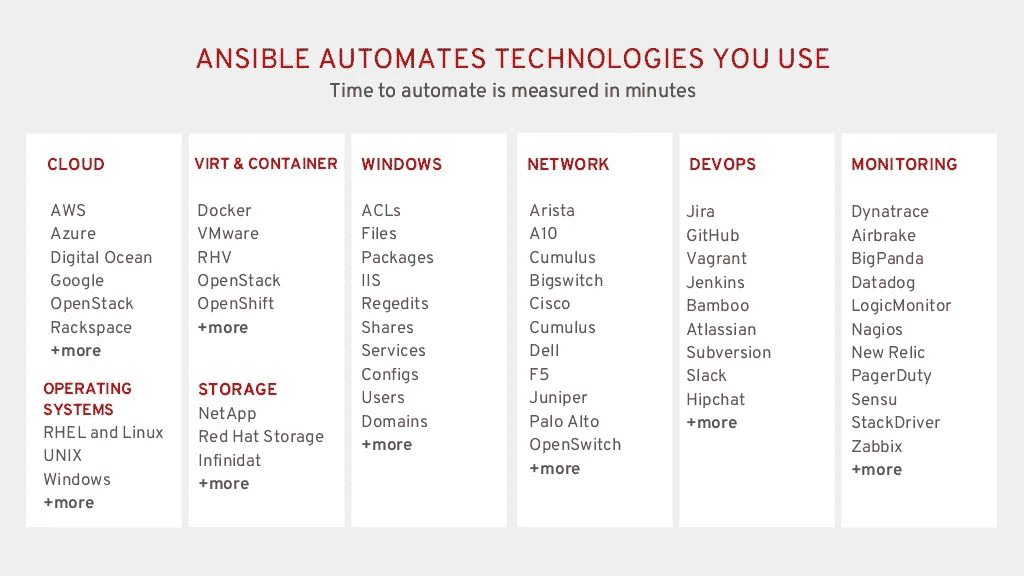 ANSIBLE AUTOMATES TECHNOLOGIES YOU USE
Time to automate is measured in minutes
CLOUD
AWS
Azure
Digital Ocean
Google
OpenStack
Rackspace
+more
OPERATING
SYSTEMS
RHEL and Linux
UNIX
Windows
+more
VIRT & CONTAINER
Docker
VMware
RHV
OpenStack
OpenShift
+more
STORAGE
NetApp
Red Hat Storage
Infinidat
+more
WINDOWS
ACLs
Files
Packages
IIS
Regedits
Shares
Services
Configs
Users
Domains
+more
NETWORK
Arista
A10
Cumulus
Bigswitch
Cisco
Cumulus
Dell
F5
Juniper
Palo Alto
OpenSwitch
+more
DEVOPS
Jira
GitHub
Vagrant
Jenkins
Bamboo
Atlassian
Subversion
Slack
Hipchat
+more
MONITORING
Dynatrace
Airbrake
BigPanda
Datadog
LogicMonitor
Nagios
New Relic
PagerDuty
Sensu
StackDriver
Zabbix
+more